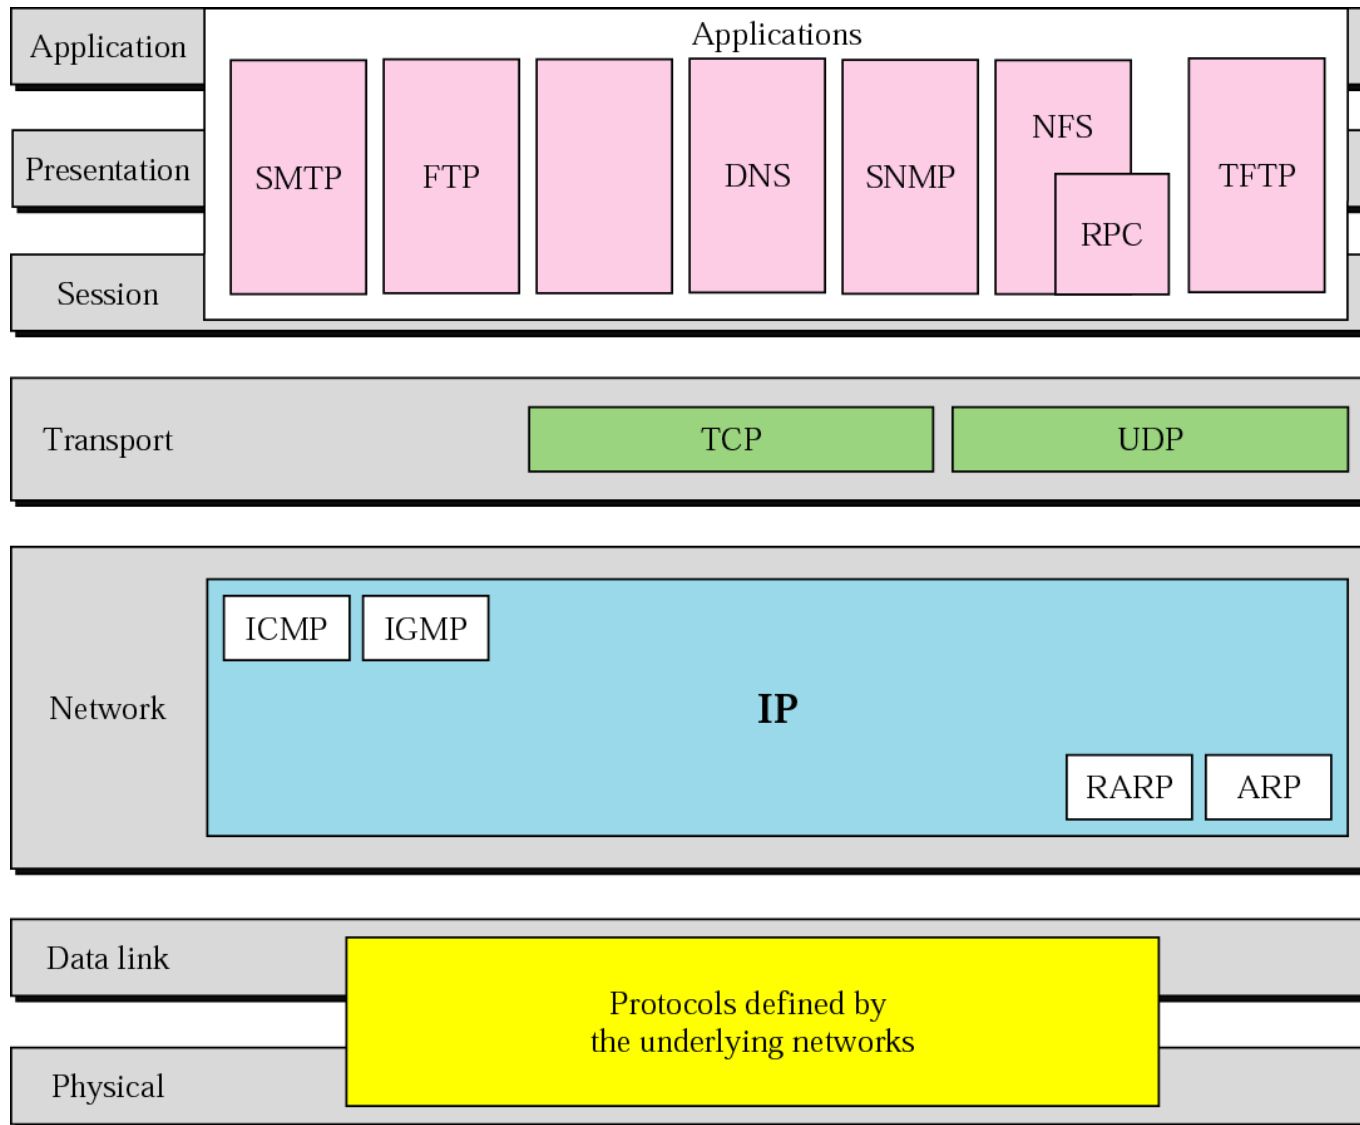 Application
Applications
Presentation
SMTP
FTP
DNS
SNMP
NFS
RPC
TFTP
Session
Transport
TCP
UDP
Network
ICMP
IGMP
IP
RARP
ARP
Data link
Protocols defined by
the underlying networks
Physical